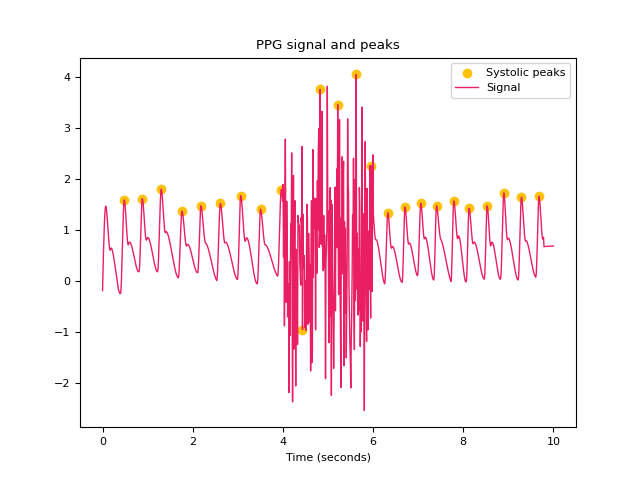 PPG signal and peaks
Systolic peaks
Signal
4
3
2
1
0
−1
−2
0 2 4 6 8 10
Time (seconds)